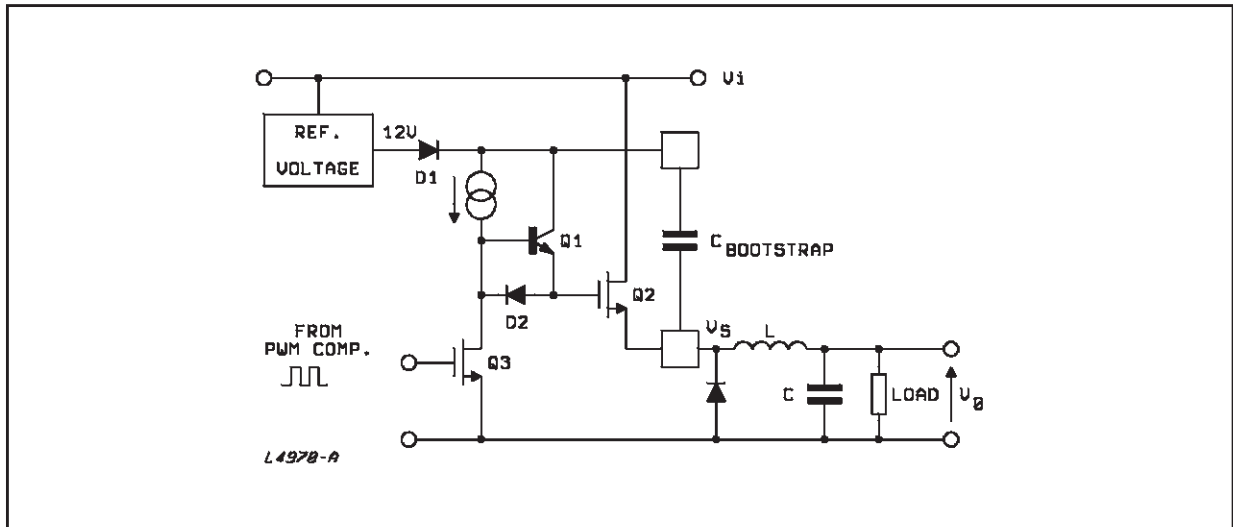 Vi
REF.
VOLTAGE
12V
D1
Q1
C BOOTSTRAP
D2
Q2
VS
L
FROM
PWM COMP.
Q3
C
LOAD
V0
L4970-A